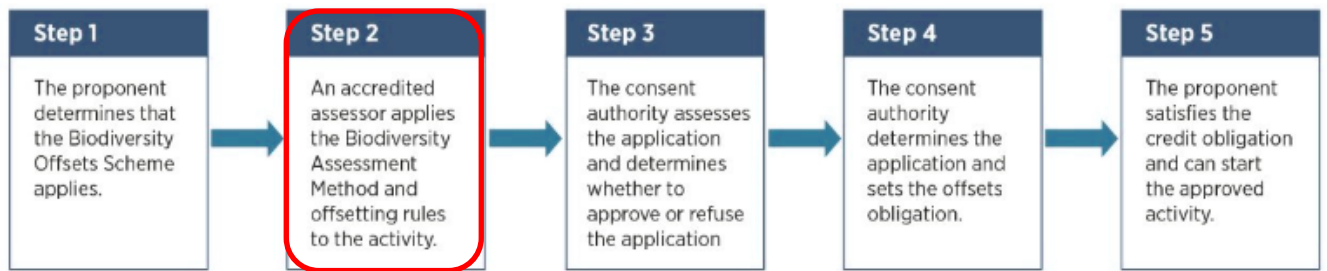 Step 1
The proponent
determines that
the Biodiversity
Offsets Scheme
applies.
Step 2
An accredited
assessor applies
the Biodiversity
Assessment
Method and
offsetting rules
to the activity.
Step 3
The consent
authority assesses
the application
and determines
whether to
approve or refuse
the application
Step 4
The consent
authority
determines the
application and
sets the offsets
obligation.
Step 5
The proponent
satisfies the
credit obligation
and can start
the approved
activity.